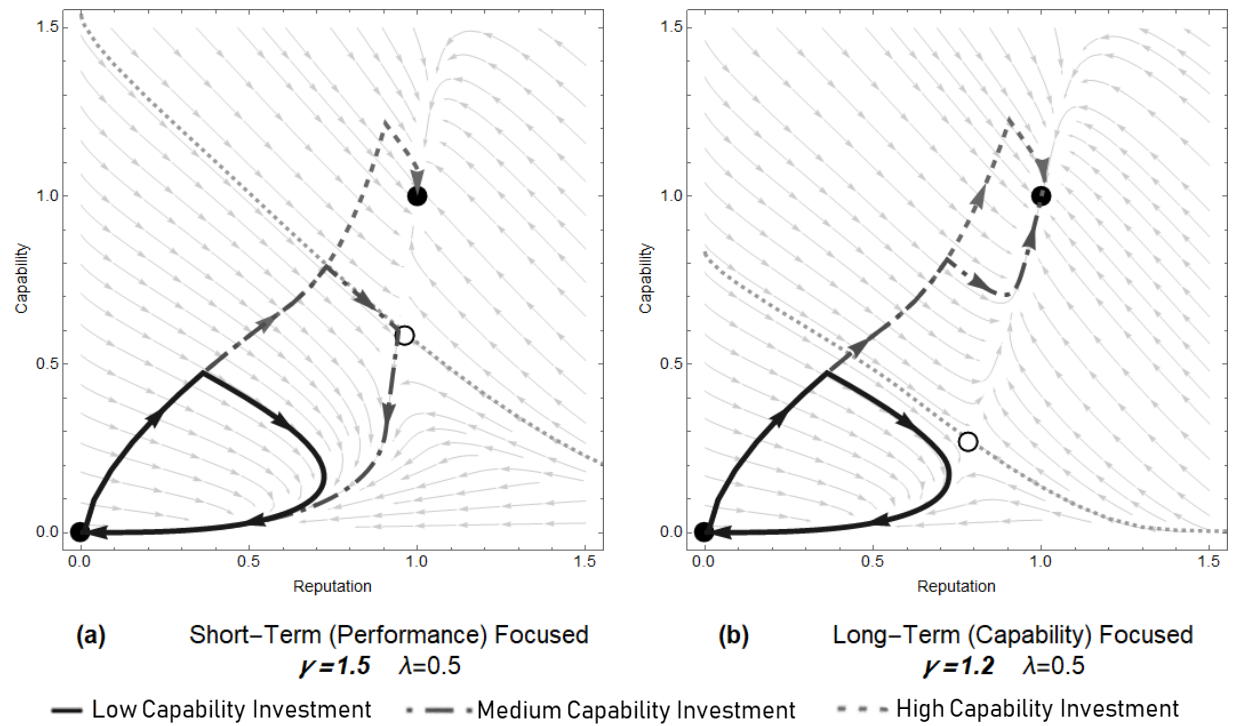 1.5
1.0
0.5
0.0
Capability
0.0
0.5
1.0
1.5
Reputation
1.5
1.0
0.5
0.0
Capability
0.0
0.5
1.0
1.5
Reputation
(a) Short–Term (Performance) Focused
γ=1.5 λ=0.5
(b) Long–Term (Capability) Focused
γ=1.2 λ=0.5
Low Capability Investment
Medium Capability Investment
High Capability Investment